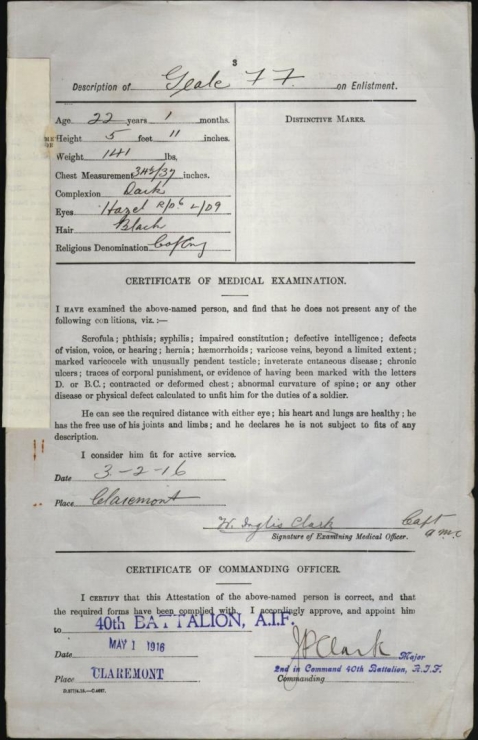 3
Description of Geale F F. on Enlistment.
Age 22 years 1 months.
Height 5 feet 11 inches.
Weight 141 lbs.
Chest Measurement 34½/37 inches.
Complexion Dark
Eyes Hazel R/D6 L/D9
Hair Black
Religious Denomination C of Eng
DISTINCTIVE MARKS.
CERTIFICATE OF MEDICAL EXAMINATION.
I HAVE examined the above-named person, and find that he does not present any of the
following conditions, viz. :—
Scrofula ; phthisis ; syphilis ; impaired constitution ; defective intelligence ; defects
of vision, voice, or hearing ; hernia ; hæmorrhoids ; varicose veins, beyond a limited extent ;
marked varicocele with unusually pendent testicle ; inveterate cutaneous disease ; chronic
ulcers ; traces of corporal punishment, or evidence of having been marked with the letters
D. or B.C. ; contracted or deformed chest ; abnormal curvature of spine ; or any other
disease or physical defect calculated to unfit him for the duties of a soldier.
He can see the required distance with either eye ; his heart and lungs are healthy ; he
has the free use of his joints and limbs ; and he declares he is not subject to fits of any
description.
I consider him fit for active service.
Date 3-2-16
Place Claremont
W. Inglis Clark Capt
a.m.c
Signature of Examining Medical Officer.
CERTIFICATE OF COMMANDING OFFICER.
I CERTIFY that this Attestation of the above-named person is correct, and that
the required forms have been complied with. I accordingly approve, and appoint him
to 40th BATTALION, A.I.F.
Date MAY 1 1916
Clark Major
2nd in Command 40th Battalion, A.I.F.
Place CLAREMONT
Commanding